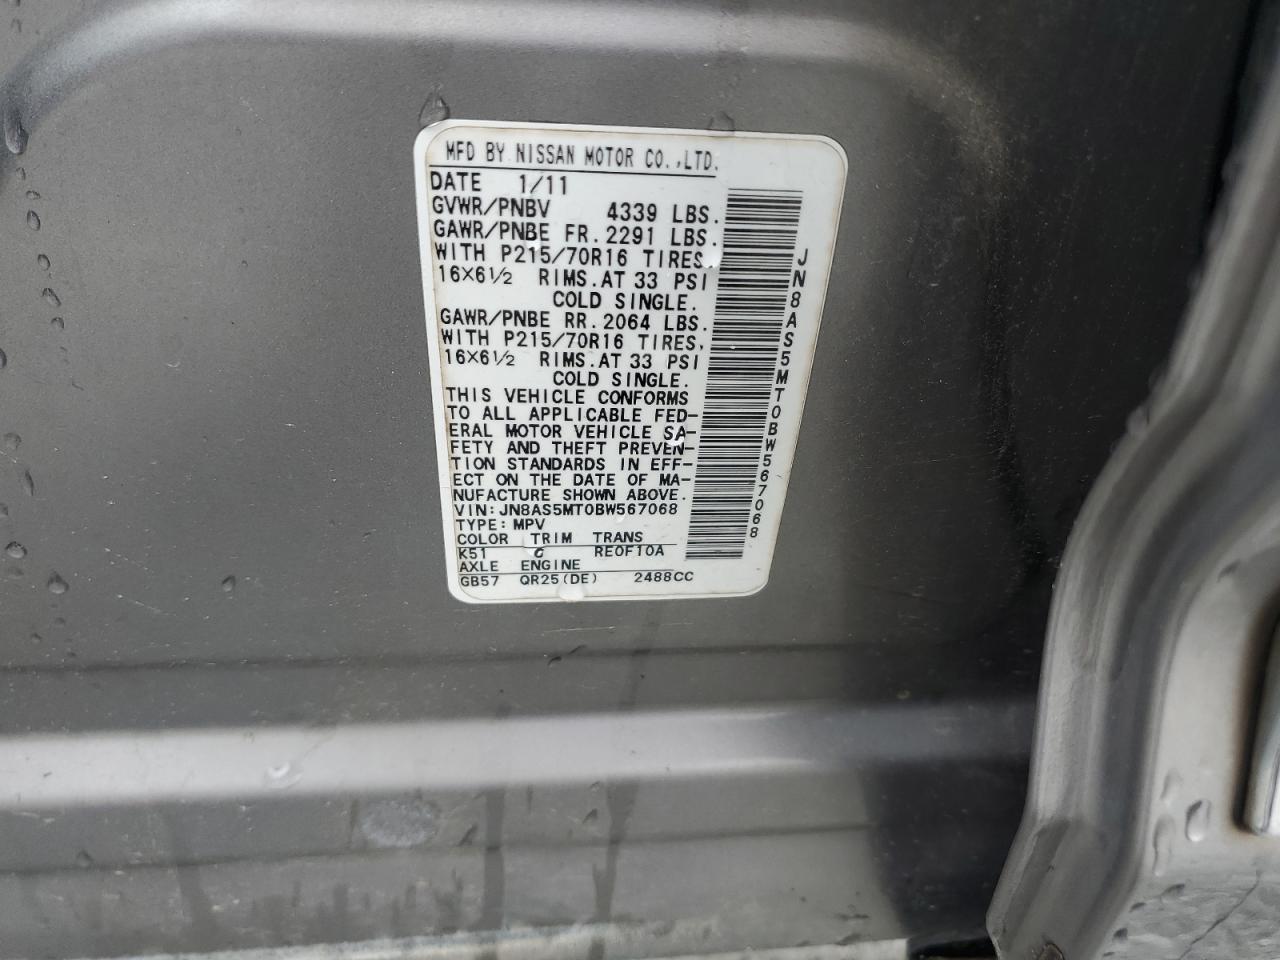 MFD BY NISSAN MOTOR CO.,LTD.
DATE 1/11
GVWR/PNBV 4339 LBS.
GAWR/PNBE FR. 2291 LBS.
WITH P215/70R16 TIRES,
16X6½ RIMS.AT 33 PSI
COLD SINGLE.
GAWR/PNBE RR. 2064 LBS.
WITH P215/70R16 TIRES,
16X6½ RIMS.AT 33 PSI
COLD SINGLE.
THIS VEHICLE CONFORMS
TO ALL APPLICABLE FED-
ERAL MOTOR VEHICLE SA-
FETY AND THEFT PREVEN-
TION STANDARDS IN EFF-
ECT ON THE DATE OF MA-
NUFACTURE SHOWN ABOVE.
VIN:JN8AS5MT0BW567068
TYPE:MPV
COLOR TRIM TRANS
K51 G RE0F10A
AXLE ENGINE
GB57 QR25(DE) 2488CC
JN8AS5MT0BW567068